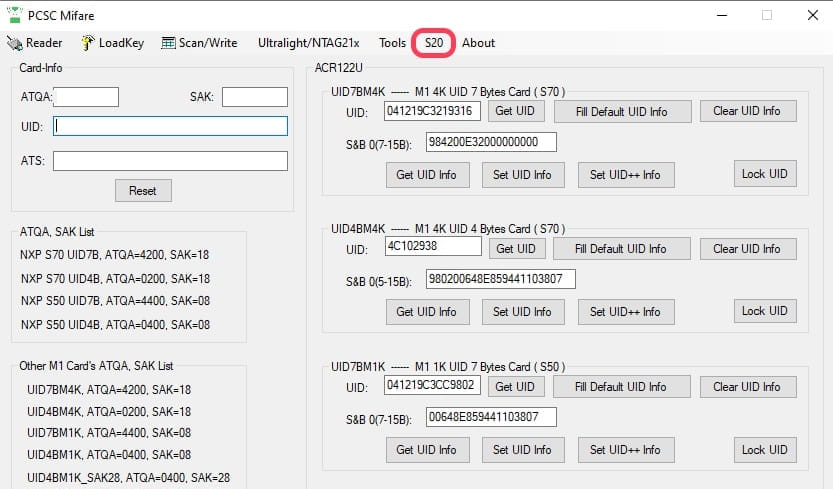 PCSC Mifare
Reader LoadKey Scan/Write Ultralight/NTAG21x Tools S20 About
Card-Info
ATQA: SAK:
UID:
ATS:
Reset
ATQA, SAK List
NXP S70 UID7B, ATQA=4200, SAK=18
NXP S70 UID4B, ATQA=0200, SAK=18
NXP S50 UID7B, ATQA=4400, SAK=08
NXP S50 UID4B, ATQA=0400, SAK=08
Other M1 Card's ATQA, SAK List
UID7BM4K, ATQA=4200, SAK=18
UID4BM4K, ATQA=0200, SAK=18
UID7BM1K, ATQA=4400, SAK=08
UID4BM1K, ATQA=0400, SAK=08
UID4BM1K_SAK28, ATQA=0400, SAK=28
ACR122U
UID7BM4K ------ M1 4K UID 7 Bytes Card ( S70 )
UID: 041219C3219316 Get UID Fill Default UID Info Clear UID Info
S&B 0(7-15B): 984200E32000000000
Get UID Info Set UID Info Set UID++ Info Lock UID
UID4BM4K ------ M1 4K UID 4 Bytes Card ( S70 )
UID: 4C102938 Get UID Fill Default UID Info Clear UID Info
S&B 0(5-15B): 980200648E859441103807
Get UID Info Set UID Info Set UID++ Info Lock UID
UID7BM1K ------ M1 1K UID 7 Bytes Card ( S50 )
UID: 041219C3CC9802 Get UID Fill Default UID Info Clear UID Info
S&B 0(7-15B): 00648E859441103807
Get UID Info Set UID Info Set UID++ Info Lock UID